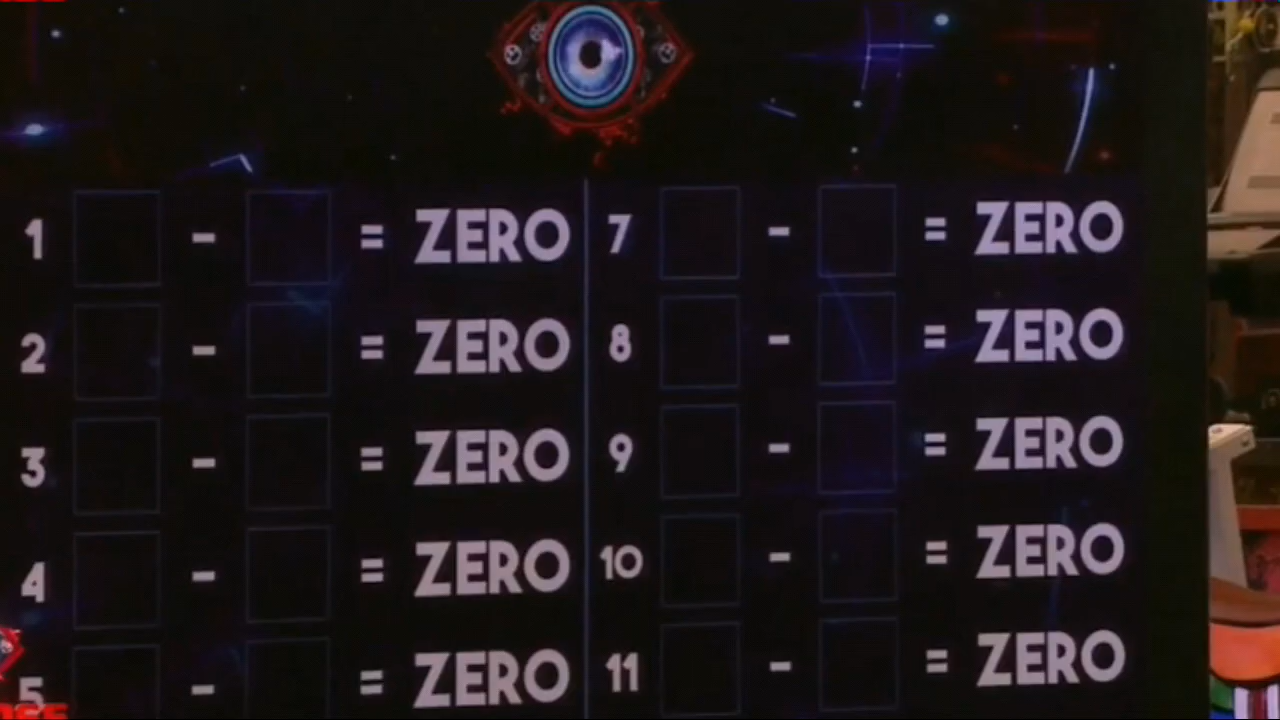 1 - = ZERO
2 - = ZERO
3 - = ZERO
4 - = ZERO
5 - = ZERO
7 - = ZERO
8 - = ZERO
9 - = ZERO
10 - = ZERO
11 - = ZERO